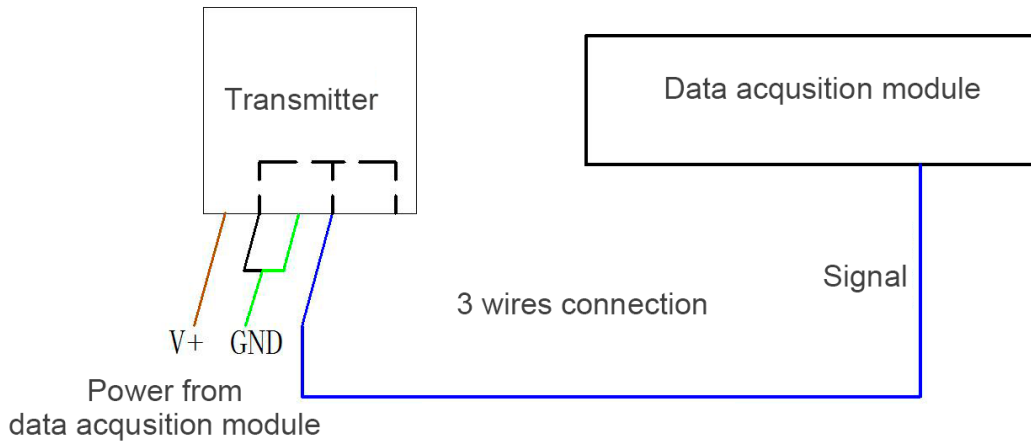 Transmitter
Data acqusition module
Signal
3 wires connection
V+ GND
Power from
data acqusition module